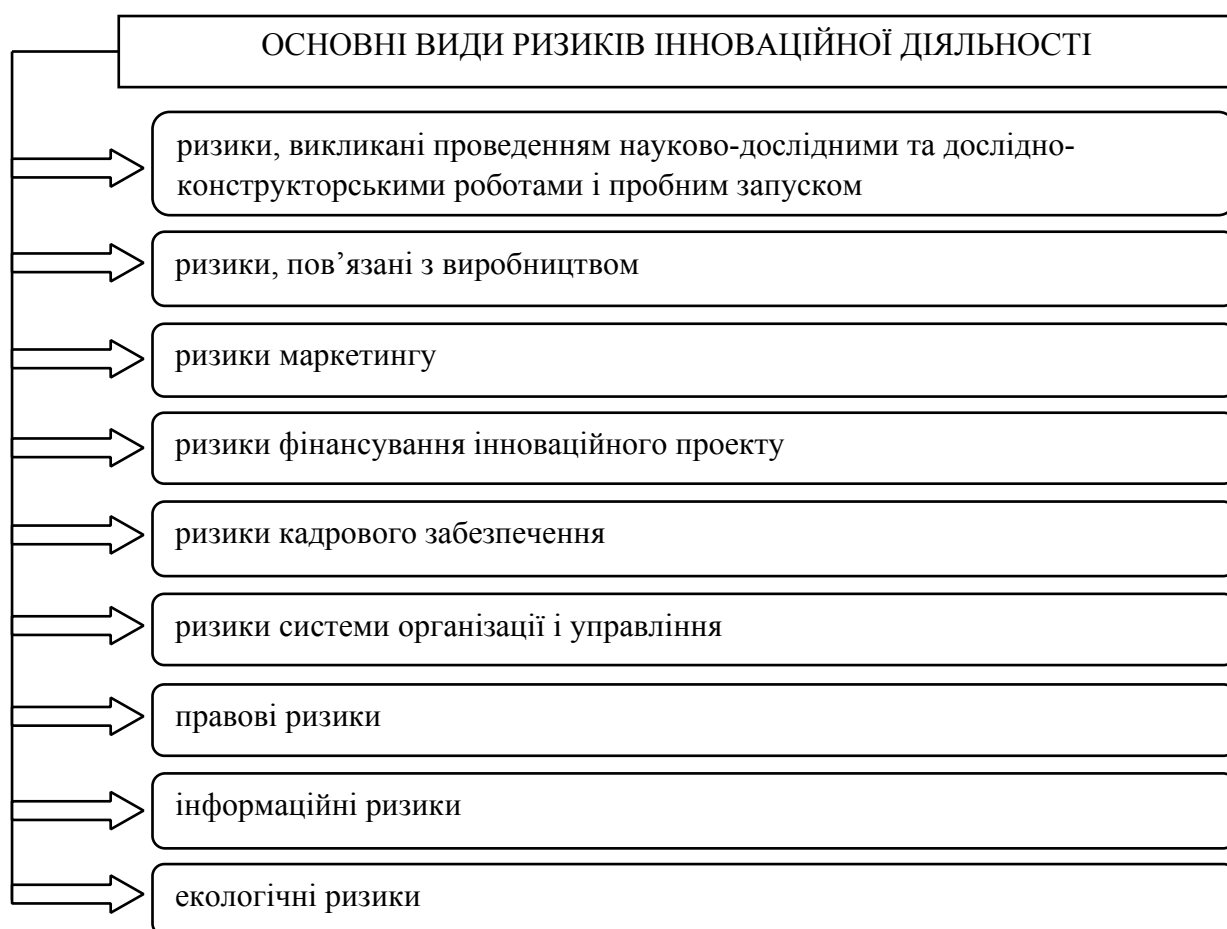 ОСНОВНІ ВИДИ РИЗИКІВ ІННОВАЦІЙНОЇ ДІЯЛЬНОСТІ
ризики, викликані проведенням науково-дослідними та дослідно-
конструкторськими роботами і пробним запуском
ризики, пов’язані з виробництвом
ризики маркетингу
ризики фінансування інноваційного проекту
ризики кадрового забезпечення
ризики системи організації і управління
правові ризики
інформаційні ризики
екологічні ризики